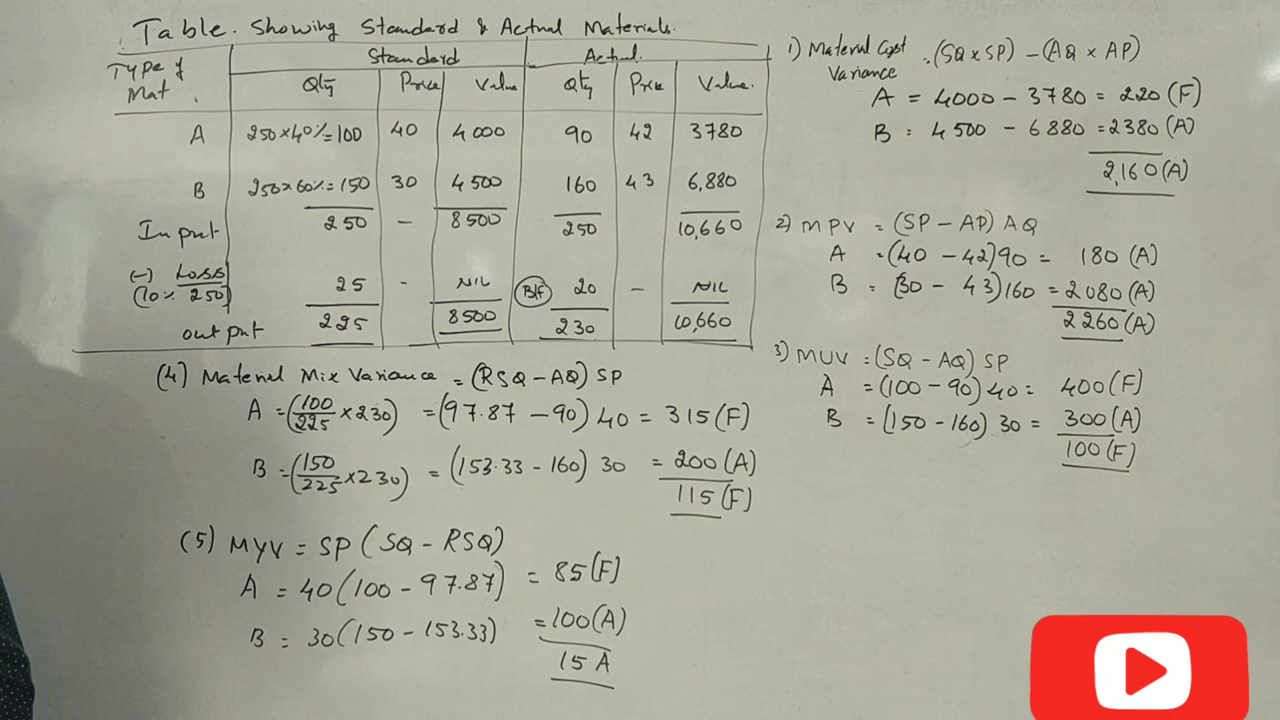 Table. Showing Standard & Actual Materials.
Type of Mat. Standard Actual
Qty Price Value Qty Price Value.
A 250×40%=100 40 4000 90 42 3780
B 250×60%=150 30 4500 160 43 6,880
Input 250 – 8500 250 10,660
(-) Loss 25 - NIL B/f 20 – NIL
(10% 250)
output 225 8500 230 10,660
1) Material Cost Variance = (SQ×SP) – (AQ × AP)
A = 4000 – 3780 = 220 (F)
B = 4500 – 6880 = 2380 (A)
2,160 (A)
2) MPV = (SP – AP) AQ
A = (40 – 42) 90 = 180 (A)
B = (30 – 43) 160 = 2080 (A)
2260 (A)
3) MUV = (SQ – AQ) SP
A = (100 – 90) 40 = 400 (F)
B = (150 – 160) 30 = 300 (A)
100 (F)
(4) Material Mix Variance = (RSQ – AQ) SP
A = (100/225 × 230) = (97.87 – 90) 40 = 315 (F)
B = (150/225 × 230) = (153.33 - 160) 30 = 200 (A)
115 (F)
(5) MYV = SP (SQ – RSQ)
A = 40 (100 – 97.87) = 85 (F)
B = 30 (150 – 153.33) = 100 (A)
15 A